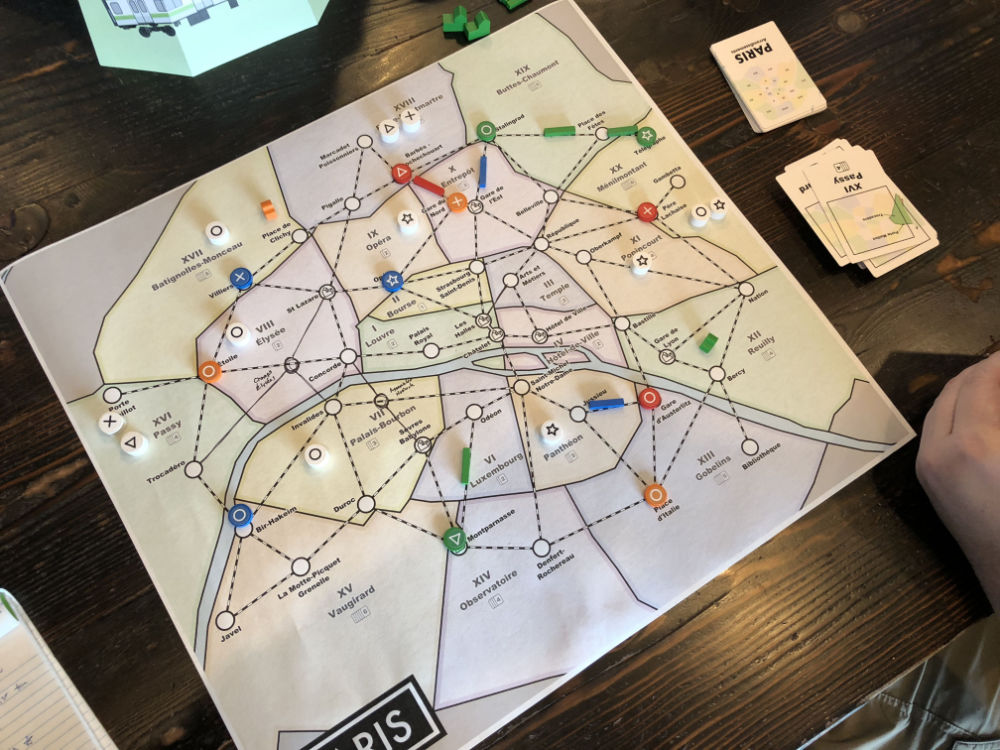 XIX
Buttes-Chaumont
PARIS
Arrondissement
XVIII
Stalingrad
Place des
Fêtes
Télégraphe
Marcadet
Poissonniers
Barbès -
X
Entrepôt
XX
Ménilmontant
Gambetta
Père
Lachaise
XVI
Passy
Pigalle
Gare de
l'Est
Nord
Belleville
Place de
Clichy
IX
Opéra
République
Oberkampf
XI
Popincourt
XVII
Batignolles-Monceau
Villiers
St Lazare
II
Bourse
Strasbourg
Saint-Denis
Arts et
Métiers
III
Temple
Nation
VIII
Élysée
I
Louvre
Palais
Royal
Les
Halles
Châtelet
Hôtel de Ville
IV
Hôtel-de-Ville
Bastille
Gare de
Lyon
XII
Reuilly
Étoile
Concorde
Bercy
Porte
XVI
Passy
Invalides
VII
Palais-Bourbon
Saint-Michel
Notre-Dame
Jussieu
Odéon
Sèvres
Babylone
Panthéon
Gare
d'Austerlitz
Bibliothèque
VI
Luxembourg
XIII
Gobelins
Trocadéro
Duroc
Bir-Hakeim
Place
d'Italie
Montparnasse
La Motte-Picquet
Grenelle
Denfert-
Rochereau
XV
Vaugirard
XIV
Observatoire
Javel